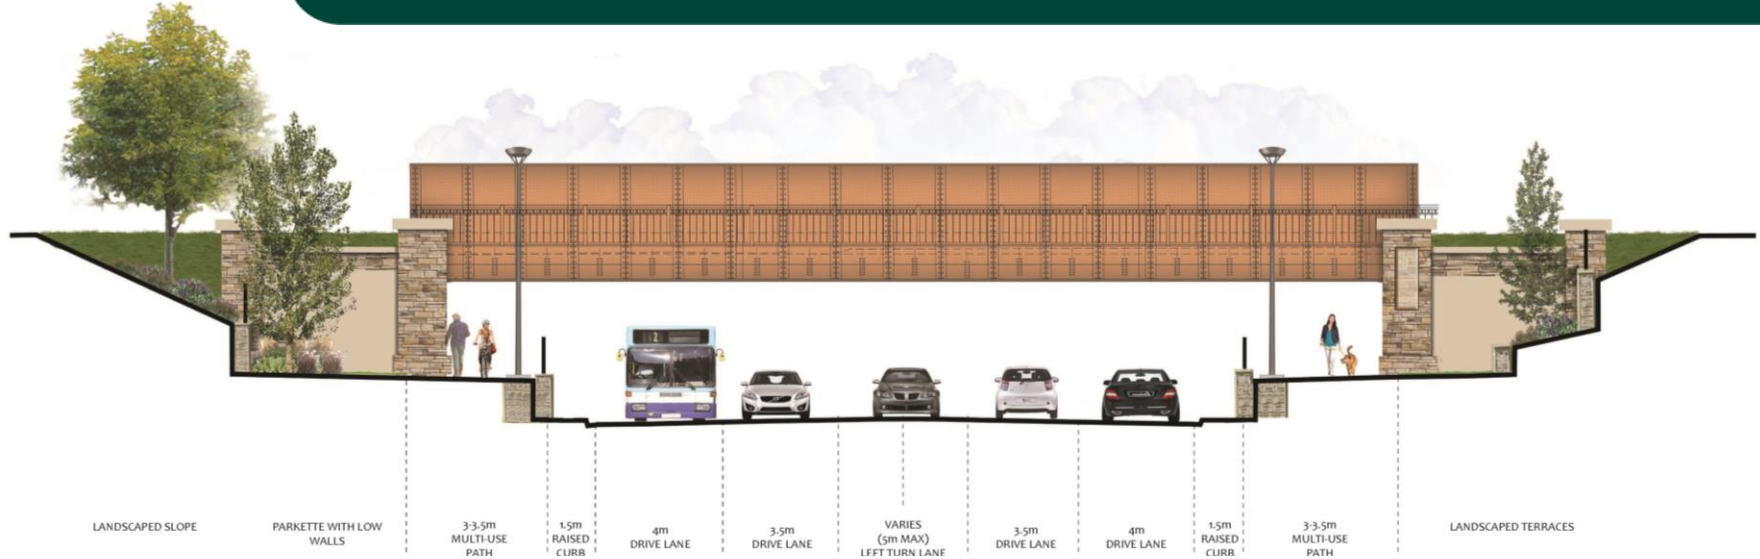 2
LANDSCAPED SLOPE
PARKETTE WITH LOW
WALLS
3-3.5m
MULTI-USE
PATH
1.5m
RAISED
CURB
4m
DRIVE LANE
3.5m
DRIVE LANE
VARIES
(5m MAX)
LEFT TURN LANE
3.5m
DRIVE LANE
4m
DRIVE LANE
1.5m
RAISED
CURB
3-3.5m
MULTI-USE
PATH
LANDSCAPED TERRACES